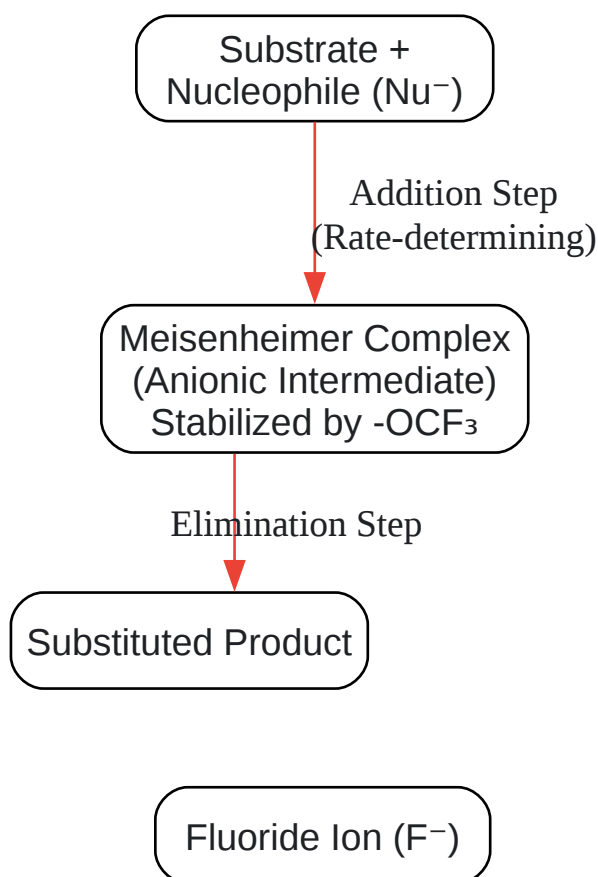 Substrate +
Nucleophile (Nu⁻)
Addition Step
(Rate-determining)
Meisenheimer Complex
(Anionic Intermediate)
Stabilized by -OCF₃
Elimination Step
Substituted Product
Fluoride Ion (F⁻)